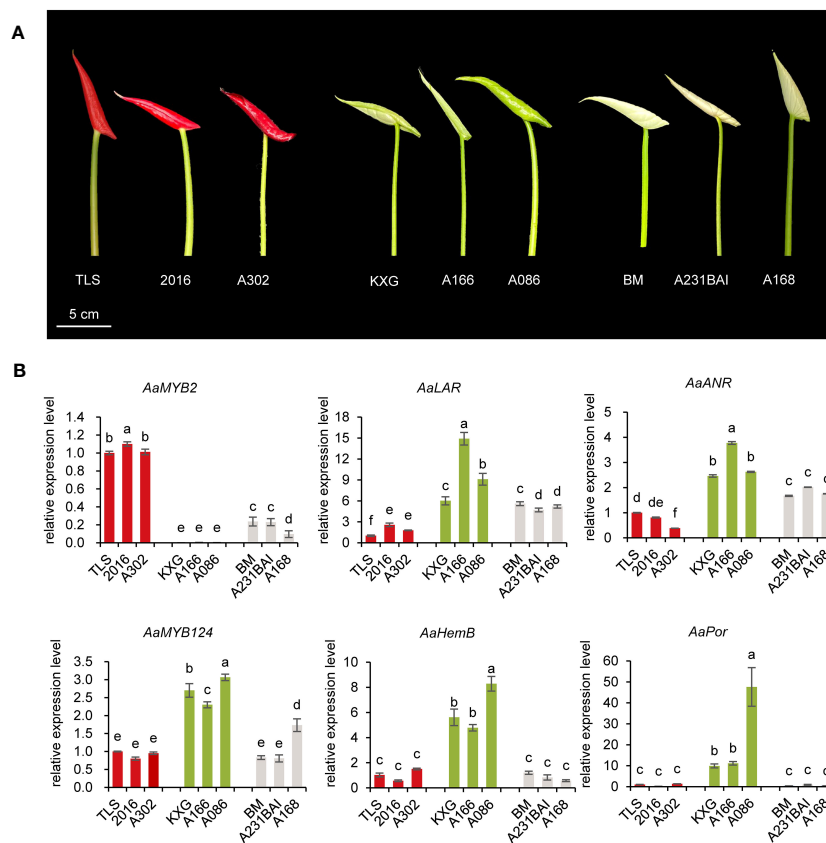 A
TLS 2016 A302 KXG A166 A086 BM A231BAI A168
5 cm
B
AaMYB2
relative expression level
1.4
1.2
1.0
0.8
0.6
0.4
0.2
0.0
b a b e e e c c d
TLS 2016 A302 KXG A166 A086 BM A231BAI A168
AaLAR
relative expression level
18
15
12
9
6
3
0
f e e c a b c d d
TLS 2016 A302 KXG A166 A086 BM A231BAI A168
AaANR
relative expression level
5
4
3
2
1
0
d de f b a b c c
TLS 2016 A302 KXG A166 A086 BM A231BAI A168
AaMYB124
relative expression level
3.5
3.0
2.5
2.0
1.5
1.0
0.5
0.0
e e e b c a e e d
TLS 2016 A302 KXG A166 A086 BM A231BAI A168
AaHemB
relative expression level
10
8
6
4
2
0
c c c b b a c c c
TLS 2016 A302 KXG A166 A086 BM A231BAI A168
AaPor
relative expression level
60
50
40
30
20
10
0
c c c b b a c c c
TLS 2016 A302 KXG A166 A086 BM A231BAI A168